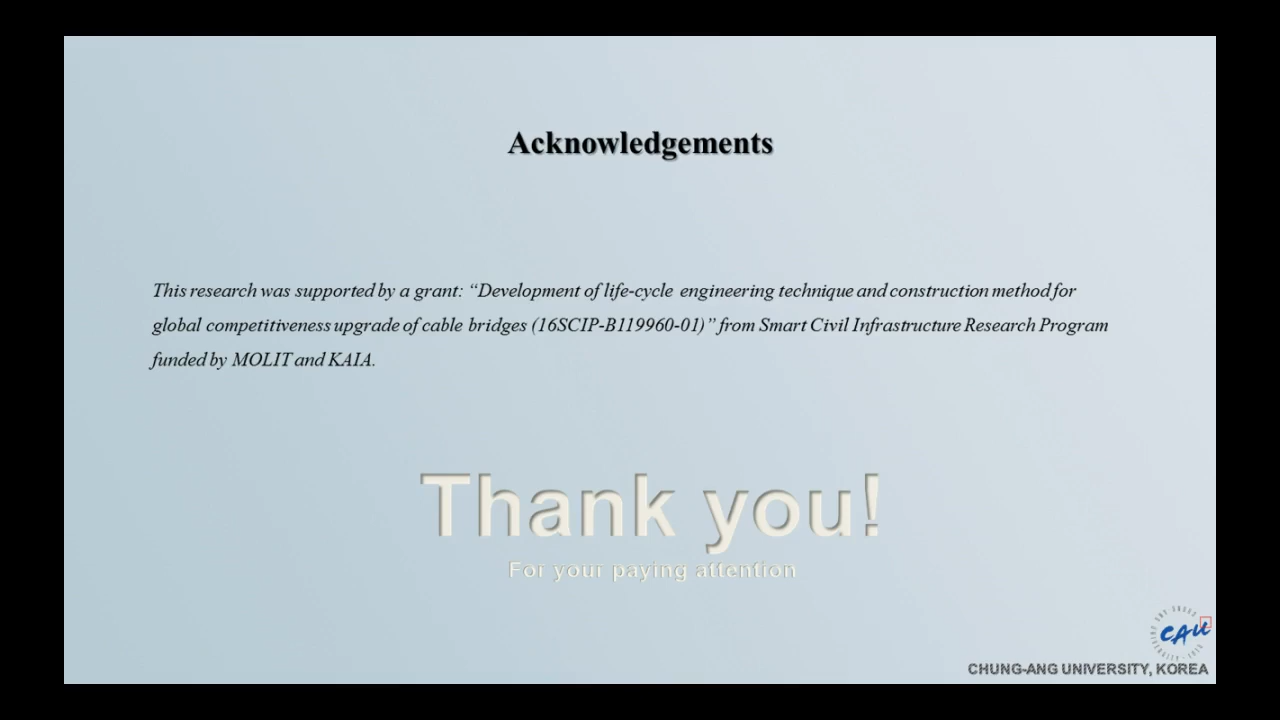 Acknowledgements
This research was supported by a grant: “Development of life-cycle engineering technique and construction method for
global competitiveness upgrade of cable bridges (16SCIP-B119960-01)” from Smart Civil Infrastructure Research Program
funded by MOLIT and KAIA.
Thank you!
For your paying attention
CAU
CHUNG-ANG UNIVERSITY, KOREA